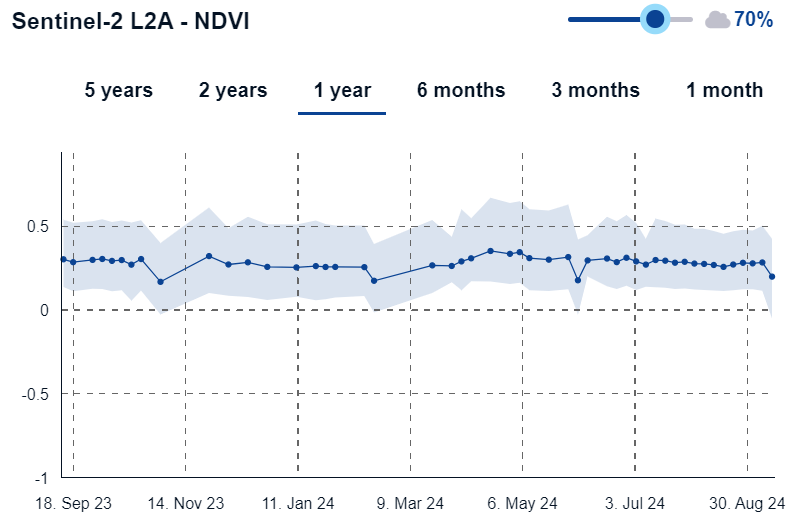 Sentinel-2 L2A - NDVI
70%
5 years 2 years 1 year 6 months 3 months 1 month
0.5
0
-0.5
-1
18. Sep 23 14. Nov 23 11. Jan 24 9. Mar 24 6. May 24 3. Jul 24 30. Aug 24